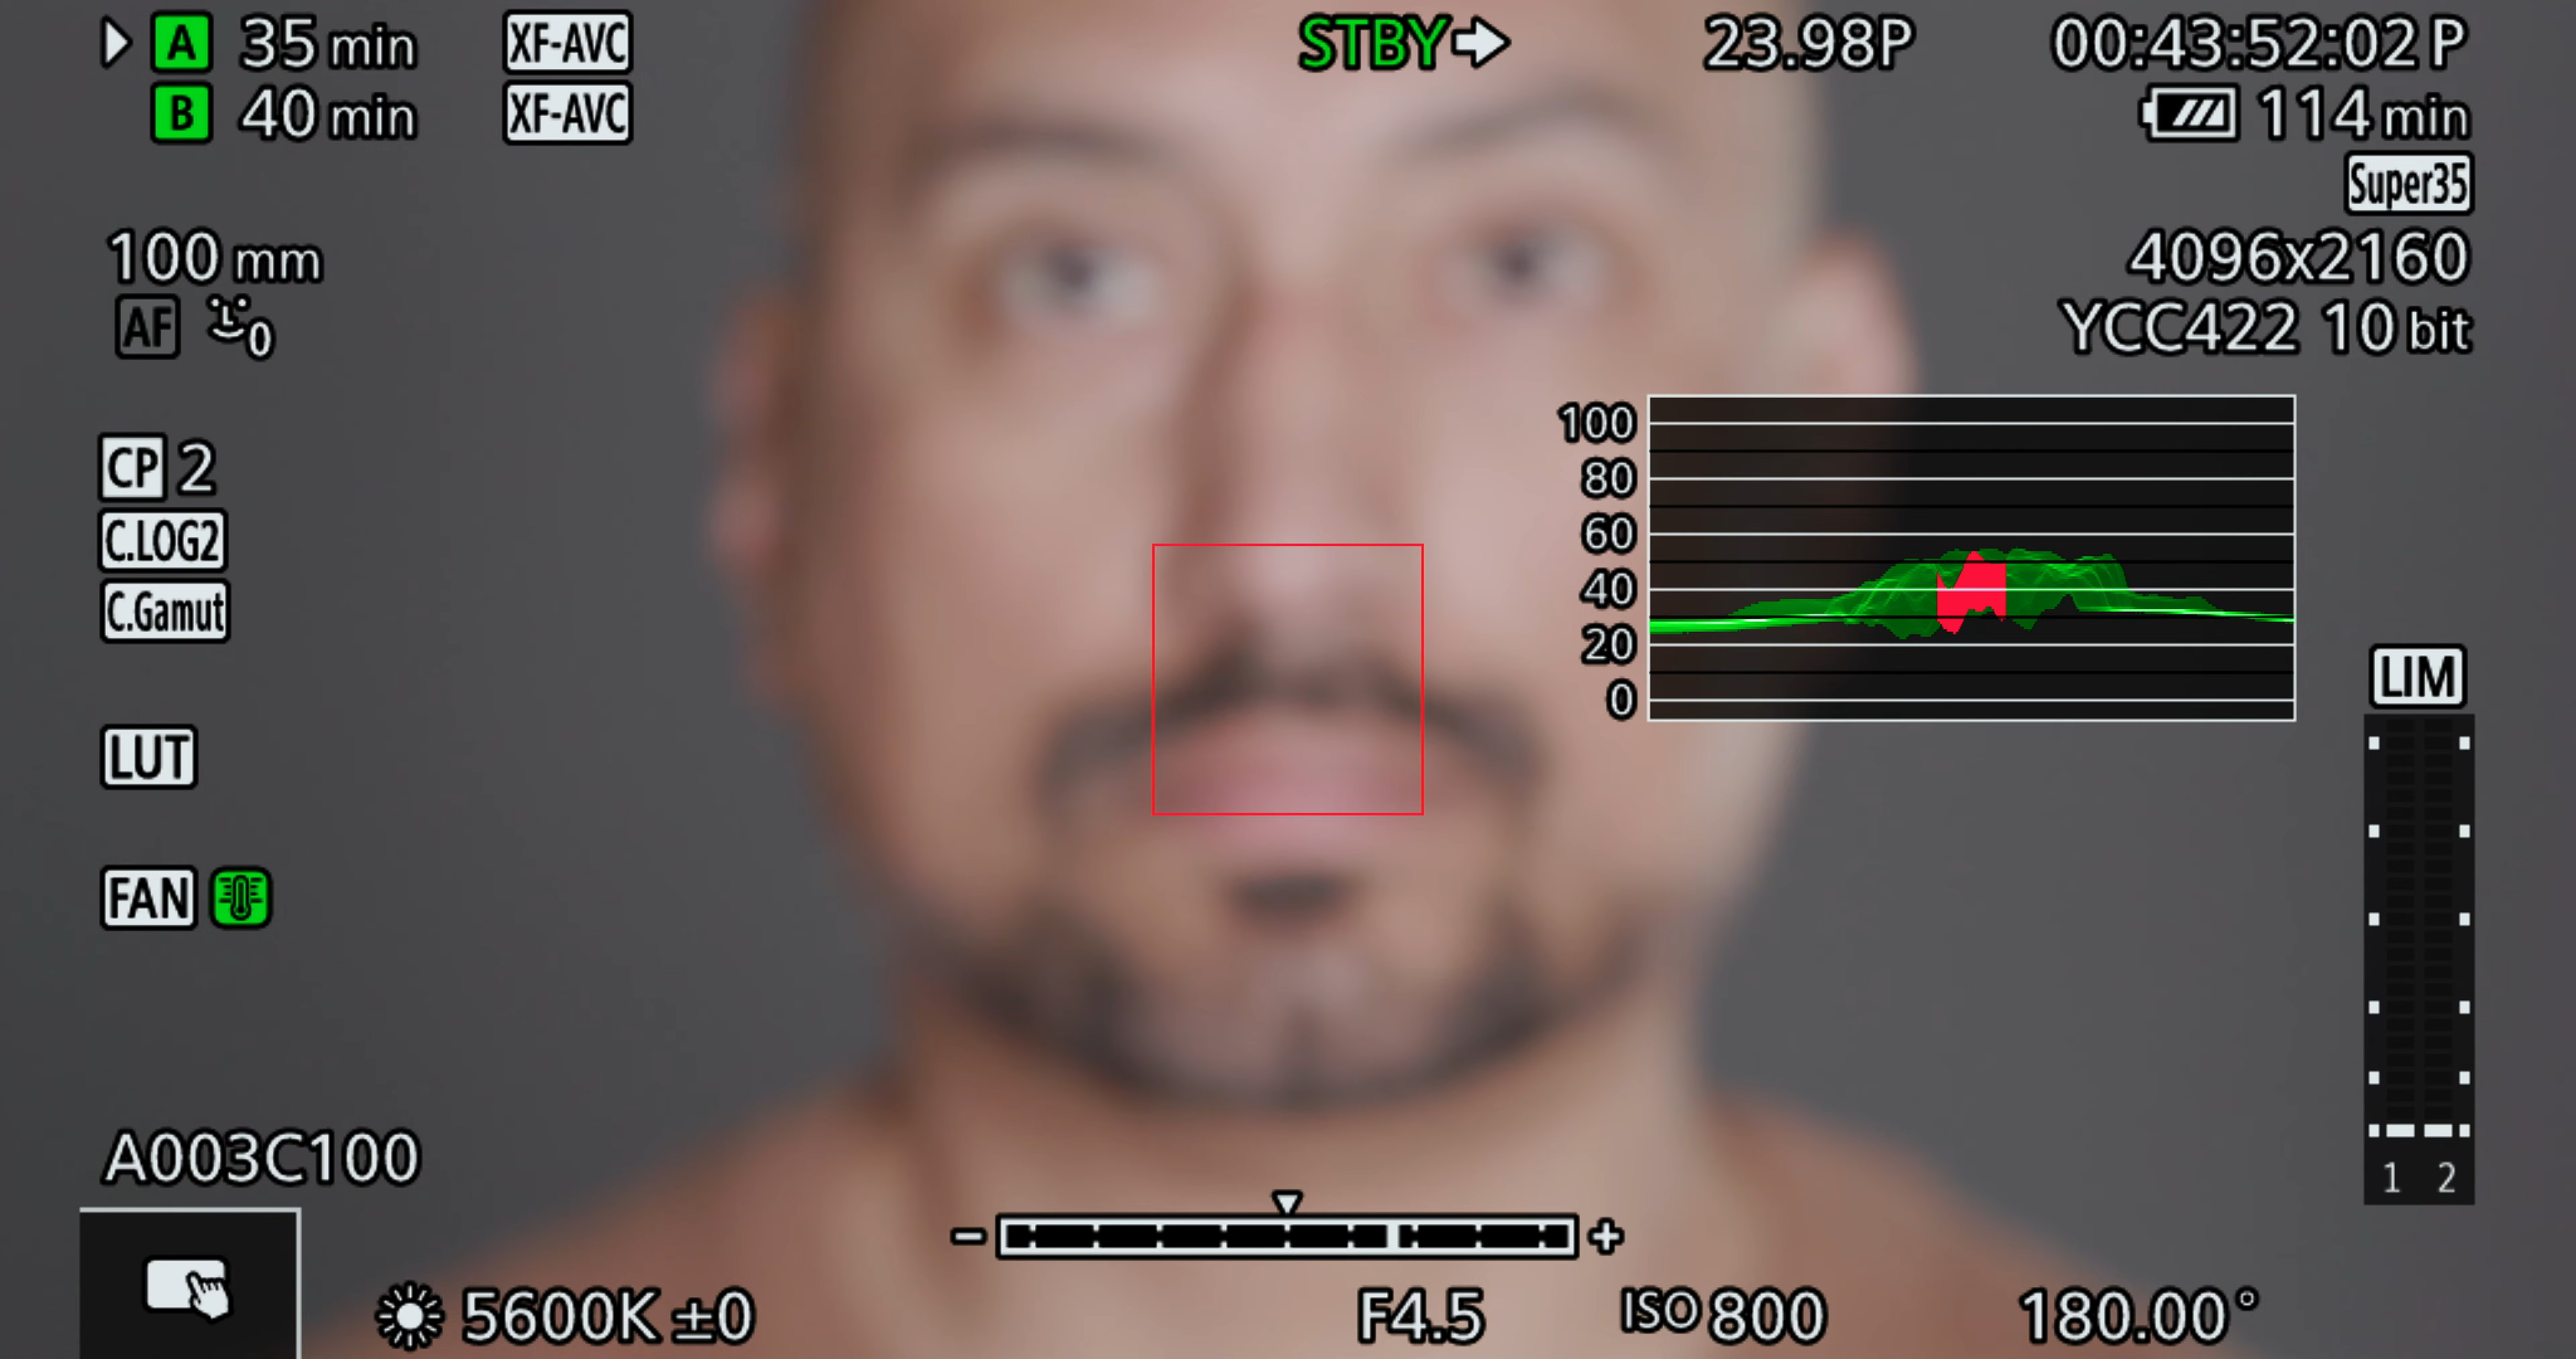 A 35 min XF-AVC STBY 23.98P 00:43:52:02 P
B 40 min XF-AVC 114 min
Super35
100 mm 4096x2160
AF 0 YCC422 10 bit
CP 2
C.LOG2
C.Gamut
100
80
60
40
20
0
LIM
LUT
FAN
A003C100
1 2
− +
5600K ±0 F4.5 ISO 800 180.00°